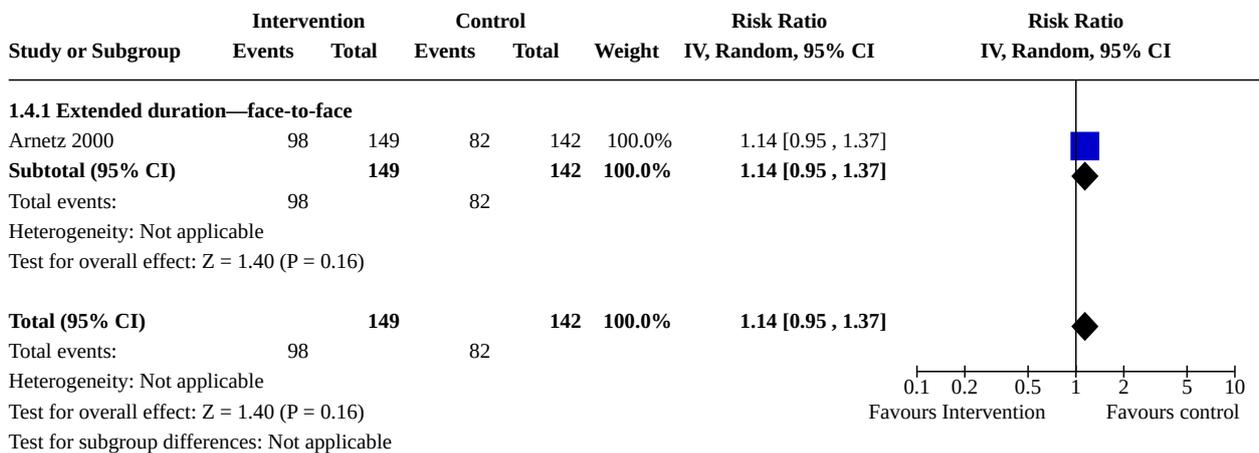 Intervention Control Risk Ratio Risk Ratio
Study or Subgroup Events Total Events Total Weight IV, Random, 95% CI IV, Random, 95% CI
1.4.1 Extended duration—face-to-face
Arnetz 2000 98 149 82 142 100.0% 1.14 [0.95 , 1.37]
Subtotal (95% CI) 149 142 100.0% 1.14 [0.95 , 1.37]
Total events: 98 82
Heterogeneity: Not applicable
Test for overall effect: Z = 1.40 (P = 0.16)
Total (95% CI) 149 142 100.0% 1.14 [0.95 , 1.37]
Total events: 98 82
Heterogeneity: Not applicable
0.1 0.2 0.5 1 2 5 10
Test for overall effect: Z = 1.40 (P = 0.16) Favours Intervention Favours control
Test for subgroup differences: Not applicable